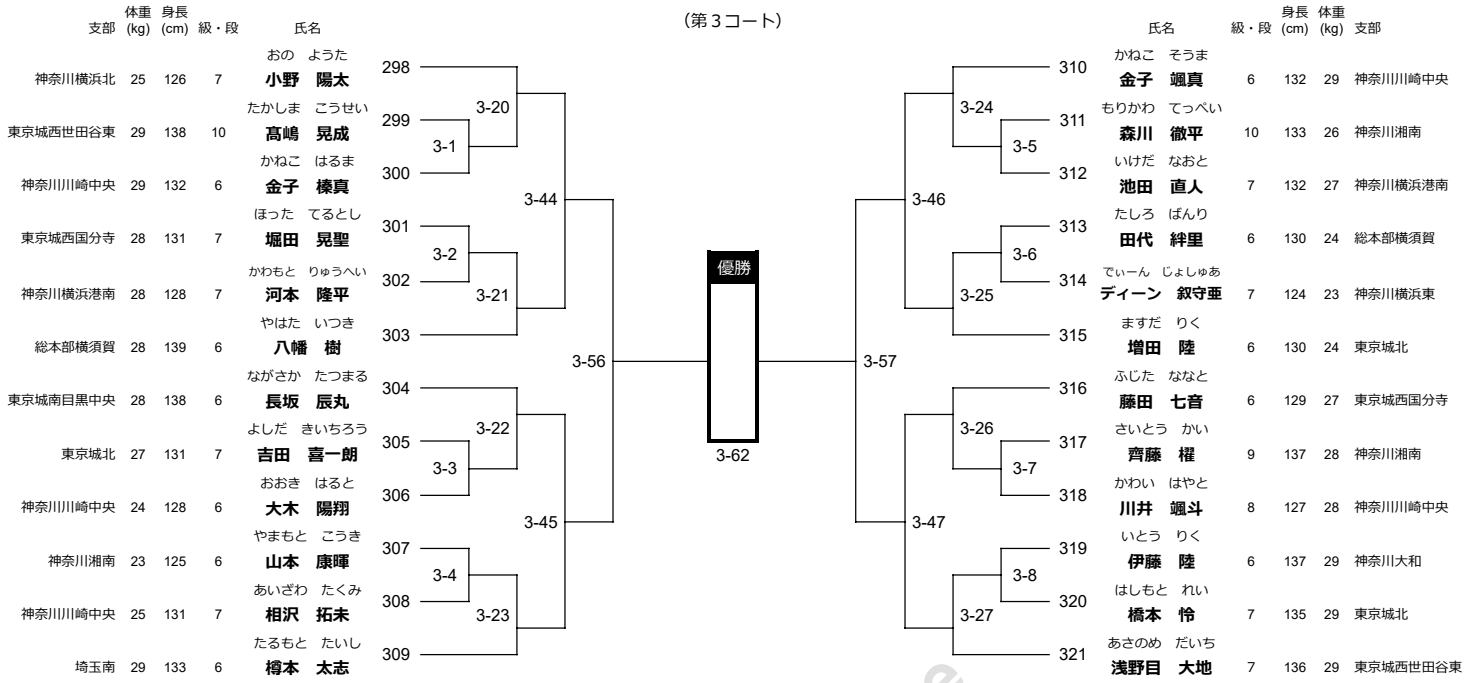 （第３コート）
体重 身長
支部 (kg) (cm) 級・段 氏名
おの ようた
神奈川横浜北 25 126 7 小野 陽太 298
たかしま こうせい
東京城西世田谷東 29 138 10 髙嶋 晃成 299
かねこ はるま
神奈川川崎中央 29 132 6 金子 榛真 300
ほった てるとし
東京城西国分寺 28 131 7 堀田 晃聖 301
かわもと りゅうへい
神奈川横浜港南 28 128 7 河本 隆平 302
やはた いつき
総本部横須賀 28 139 6 八幡 樹 303
ながさか たつまる
東京城南目黒中央 28 138 6 長坂 辰丸 304
よしだ きいちろう
東京城北 27 131 7 吉田 喜一朗 305
おおき はると
神奈川川崎中央 24 128 6 大木 陽翔 306
やまもと こうき
神奈川湘南 23 125 6 山本 康暉 307
あいざわ たくみ
神奈川川崎中央 25 131 7 相沢 拓未 308
たるもと たいし
埼玉南 29 133 6 樽本 太志 309
3-1
3-2
3-3
3-4
3-20
3-21
3-22
3-23
3-44
3-45
3-56
優勝
3-62
3-57
3-46
3-47
3-24
3-25
3-26
3-27
3-5
3-6
3-7
3-8
身長 体重
氏名 級・段 (cm) (kg) 支部
かねこ そうま
310 金子 颯真 6 132 29 神奈川川崎中央
もりかわ てっぺい
311 森川 徹平 10 133 26 神奈川湘南
いけだ なおと
312 池田 直人 7 132 27 神奈川横浜港南
たしろ ばんり
313 田代 絆里 6 130 24 総本部横須賀
でぃーん じょしゅあ
314 ディーン 叙守亜 7 124 23 神奈川横浜東
ますだ りく
315 増田 陸 6 130 24 東京城北
ふじた ななと
316 藤田 七音 6 129 27 東京城西国分寺
さいとう かい
317 齊藤 櫂 9 137 28 神奈川湘南
かわい はやと
318 川井 颯斗 8 127 28 神奈川川崎中央
いとう りく
319 伊藤 陸 6 137 29 神奈川大和
はしもと れい
320 橋本 怜 7 135 29 東京城北
あさのめ だいち
321 浅野目 大地 7 136 29 東京城西世田谷東
e